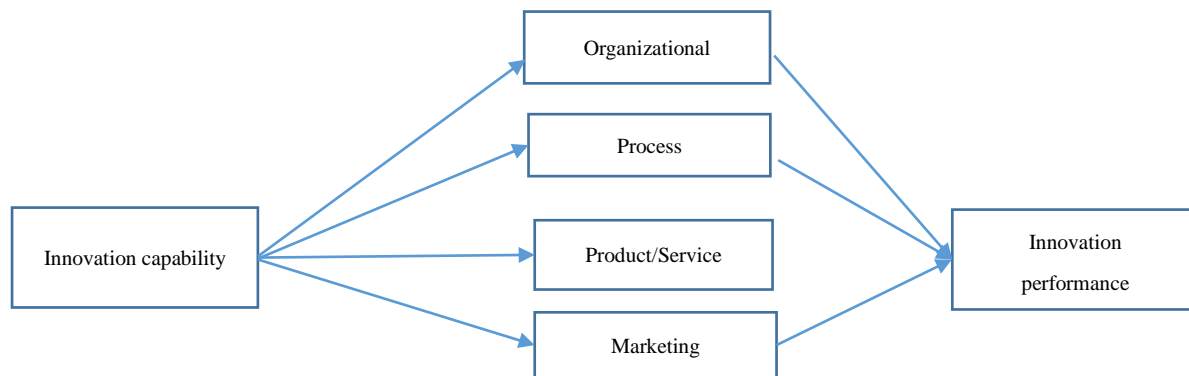 Organizational
Process
Innovation capability
Product/Service
Innovation
performance
Marketing